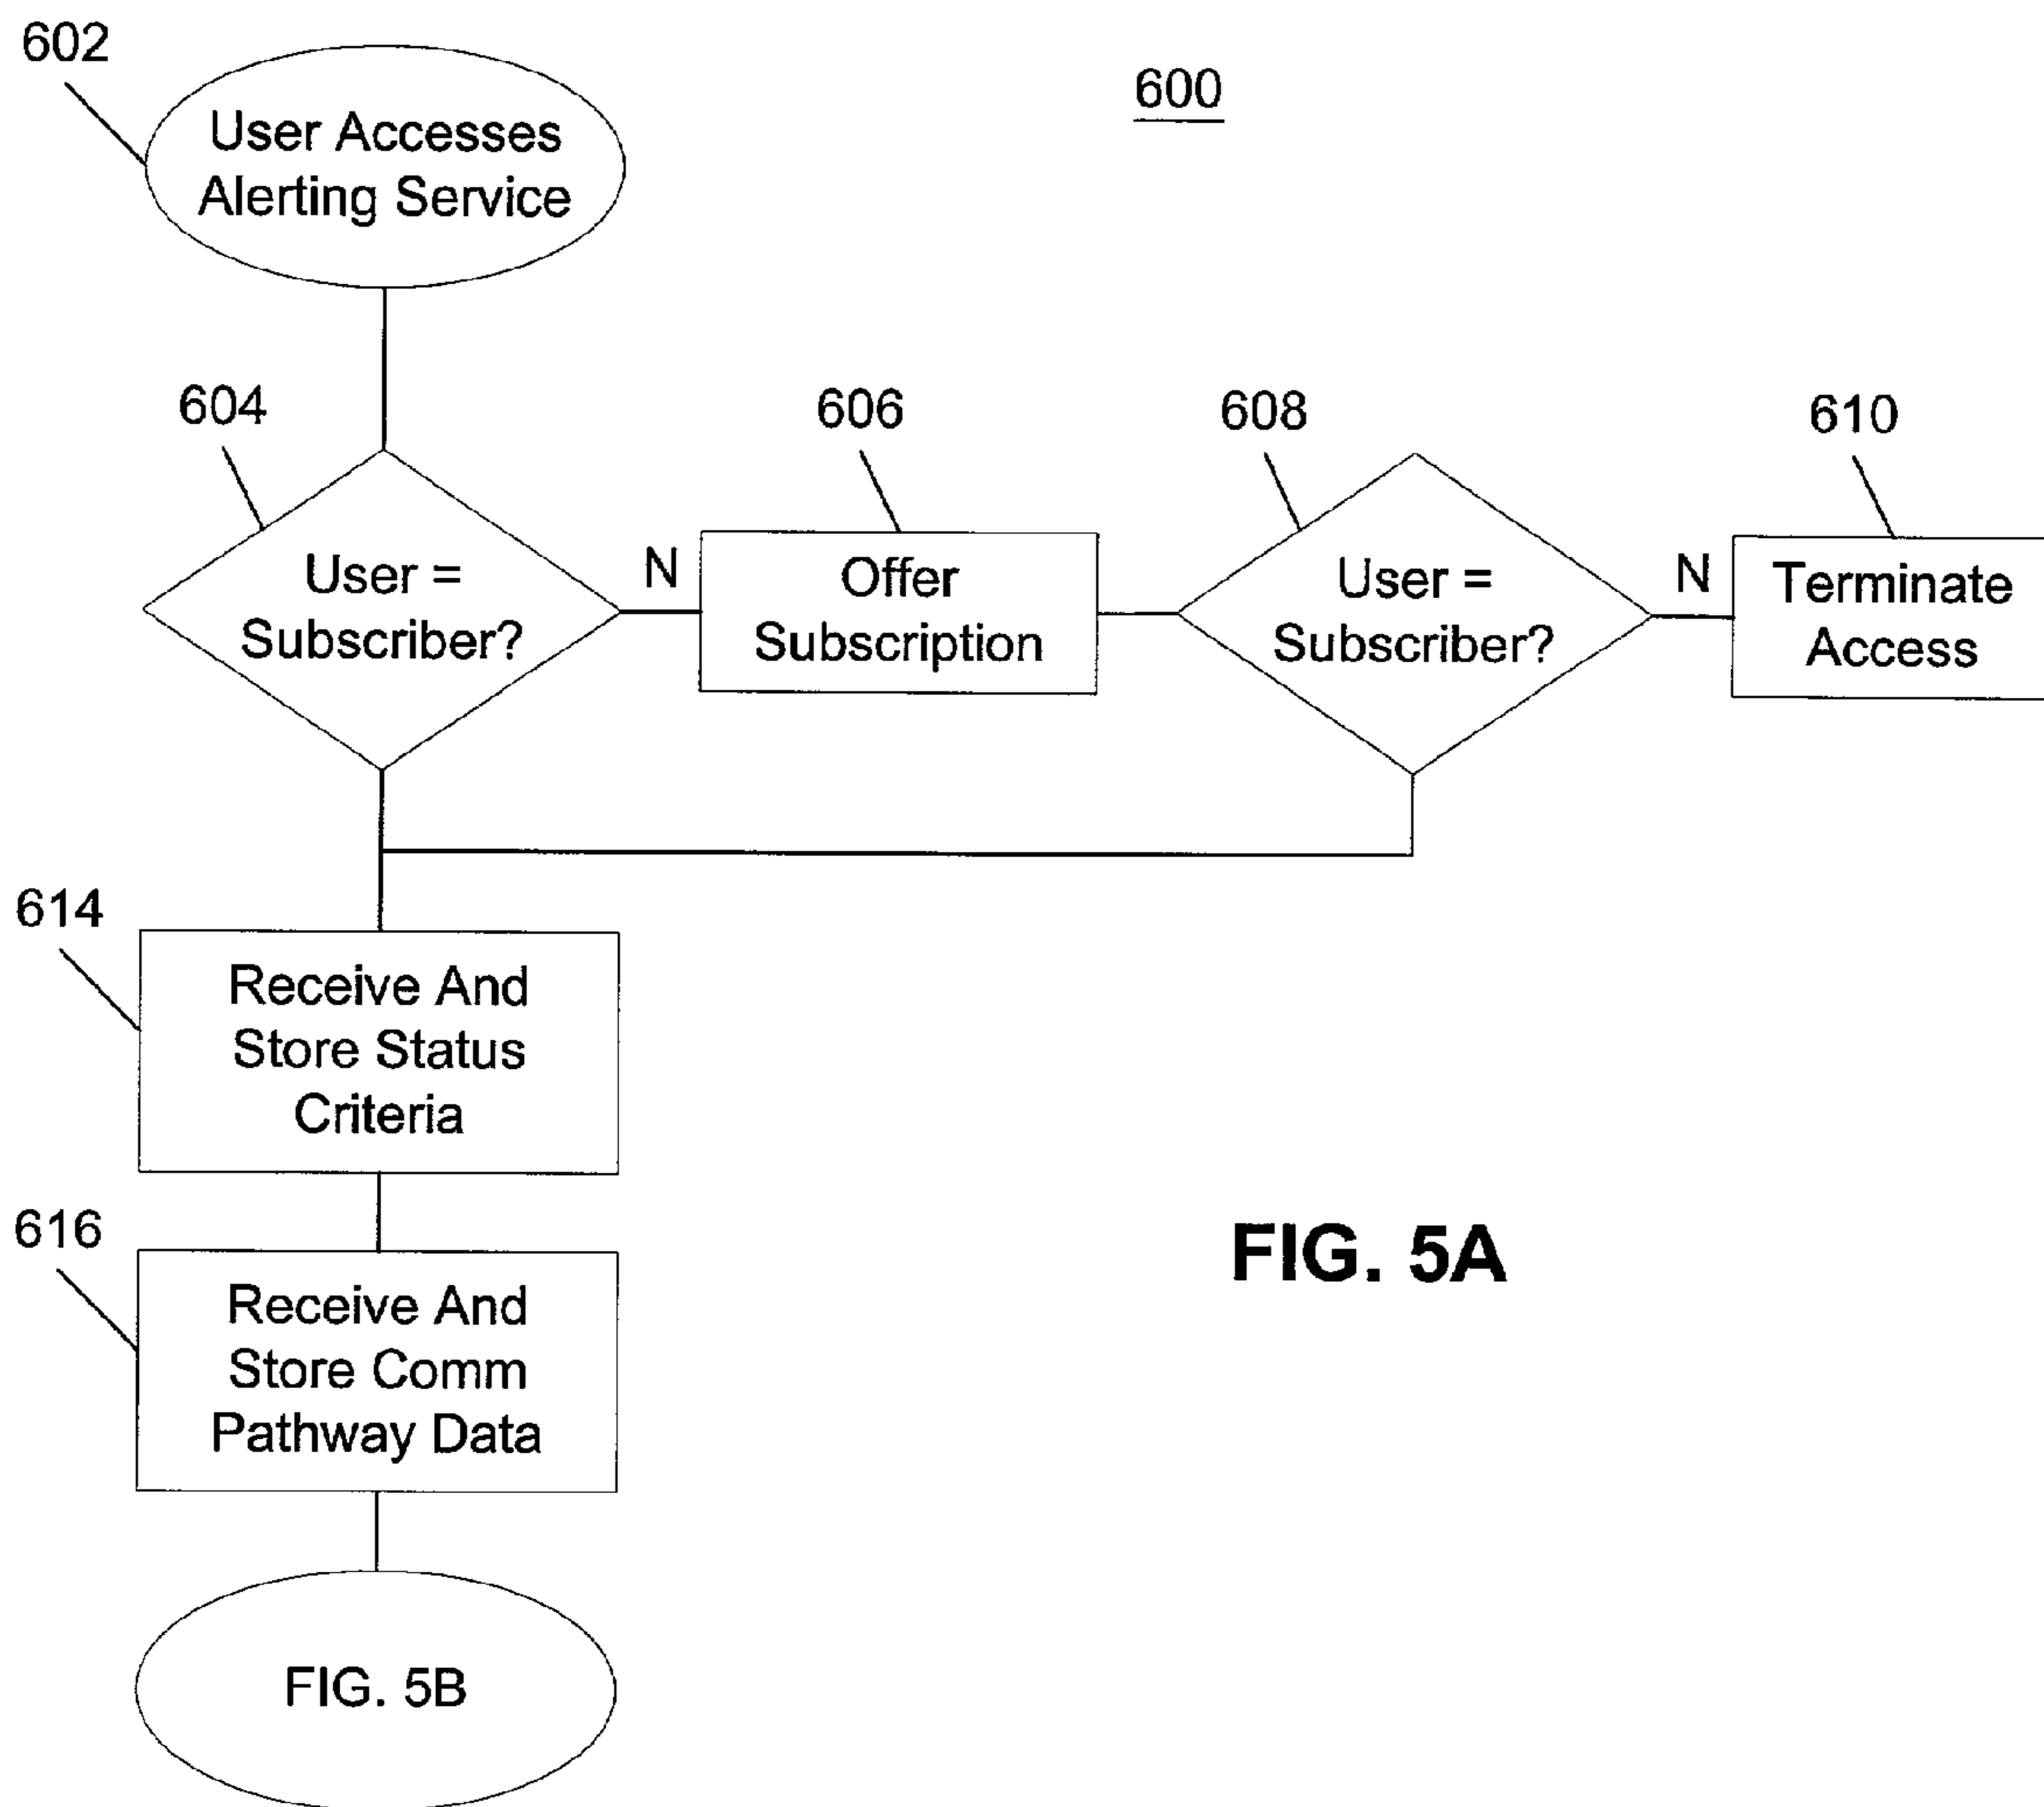 602
User Accesses
Alerting Service
600
604
User =
Subscriber?
N
606
Offer
Subscription
608
User =
Subscriber?
N
610
Terminate
Access
614
Receive And
Store Status
Criteria
616
Receive And
Store Comm
Pathway Data
FIG. 5A
FIG. 5B